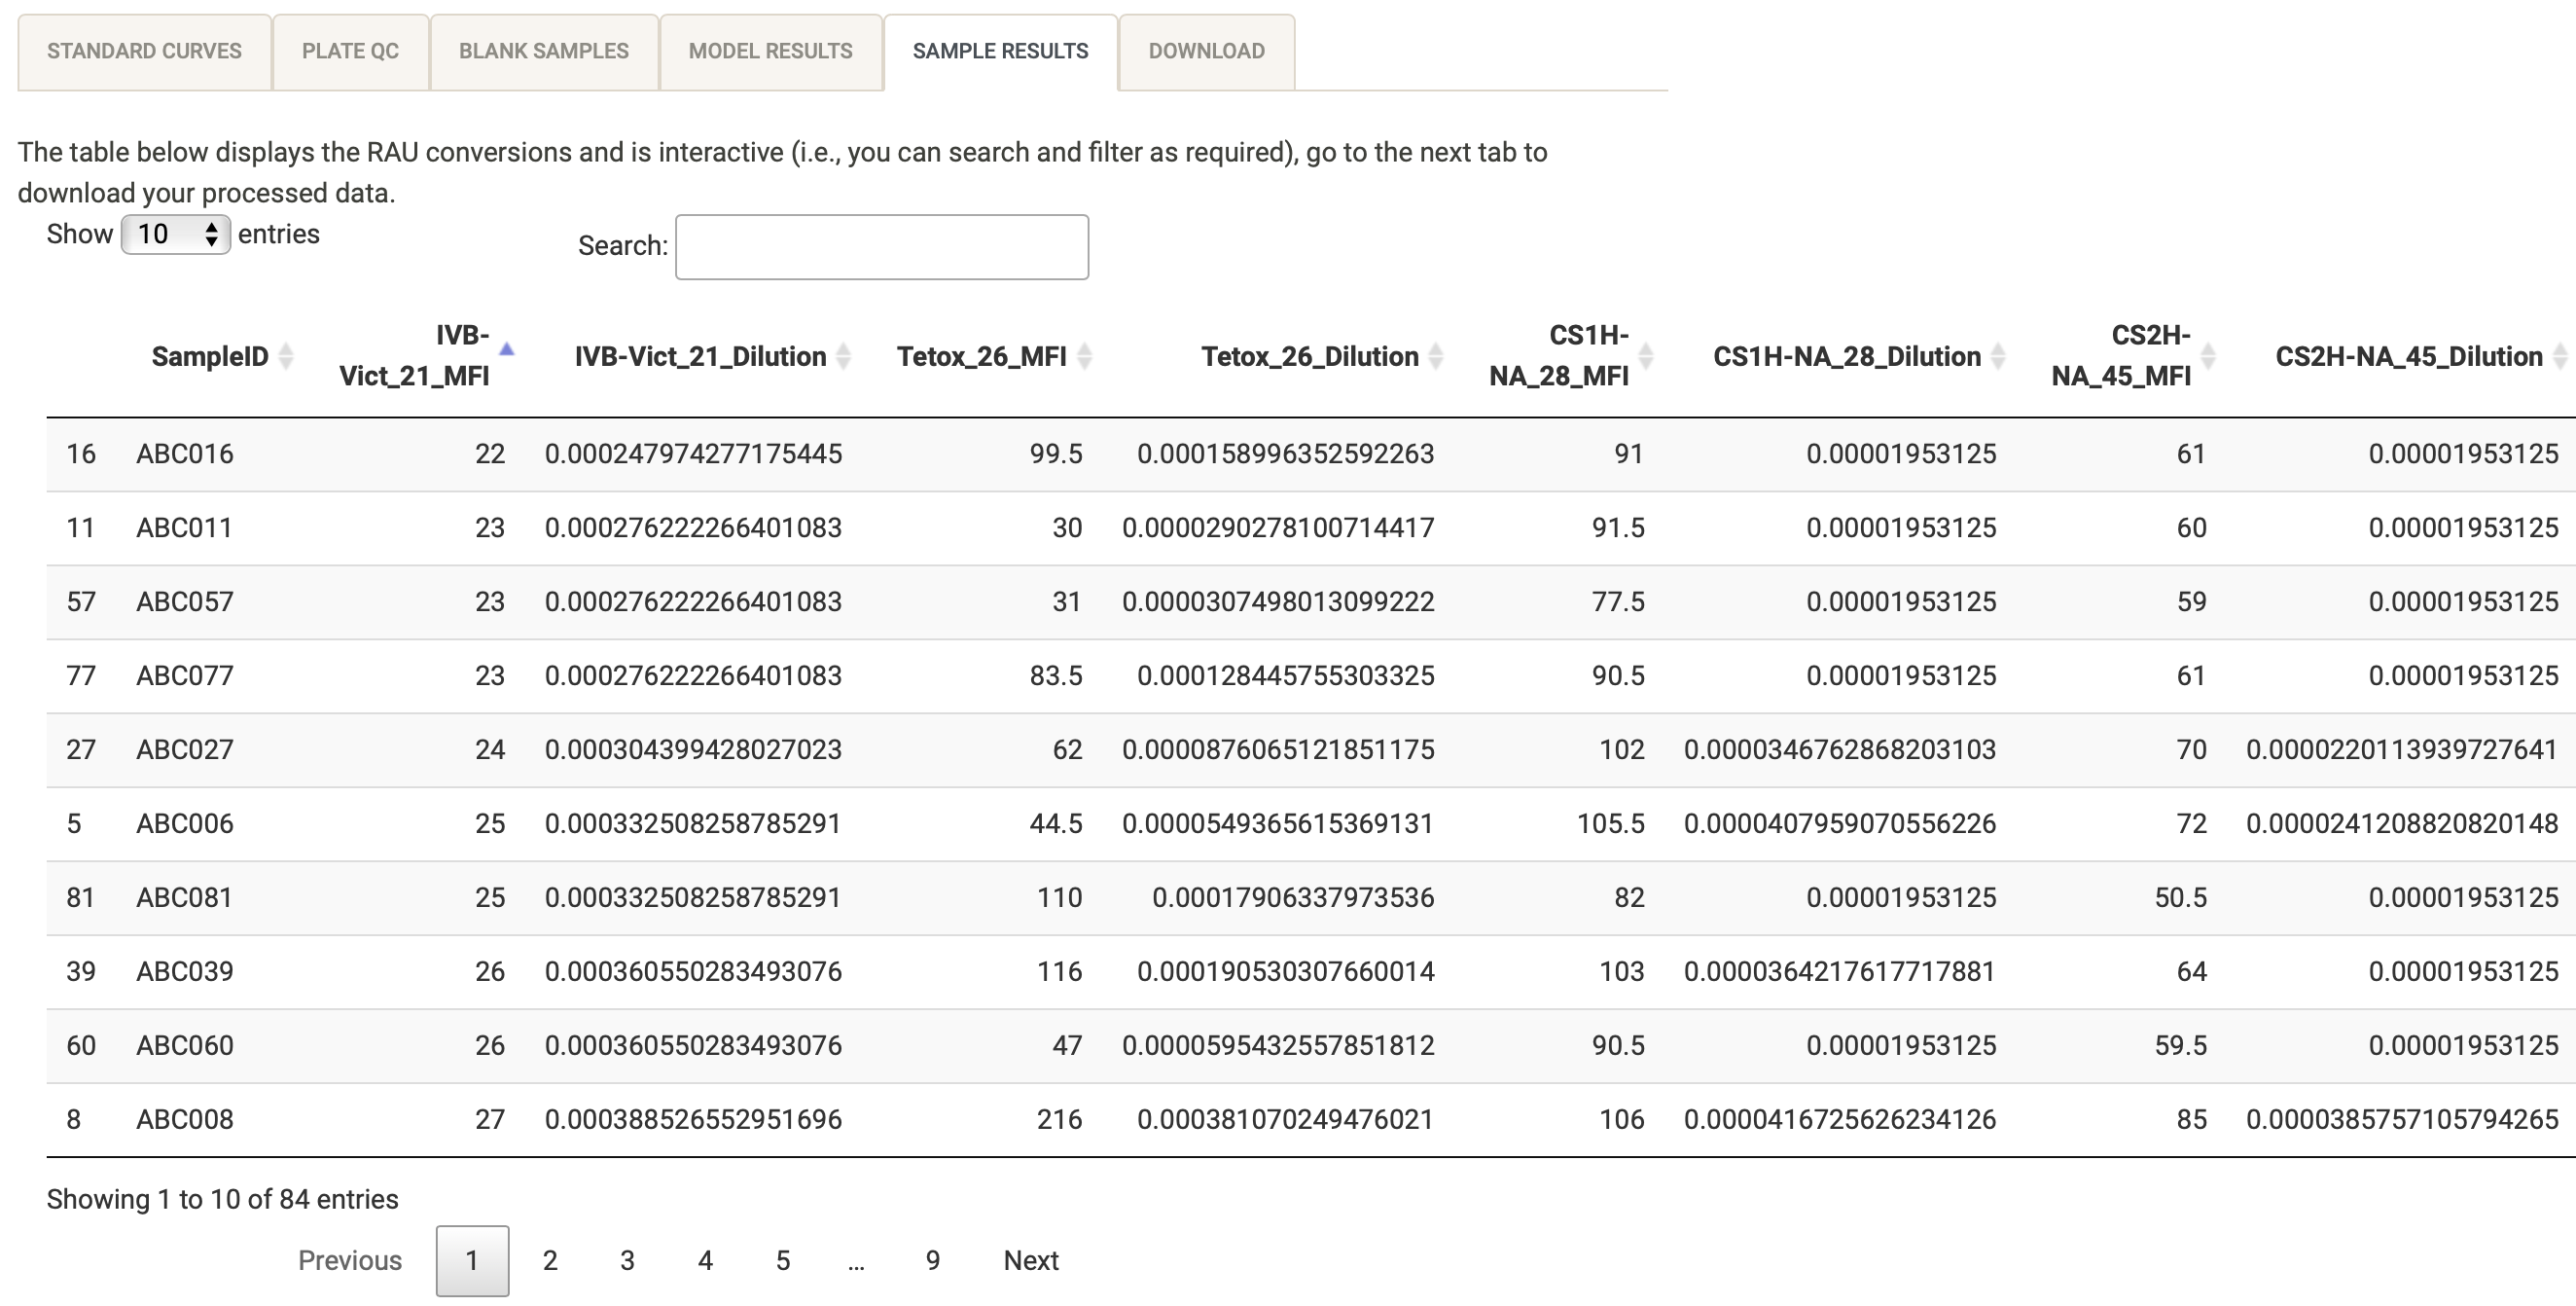 STANDARD CURVES PLATE QC BLANK SAMPLES MODEL RESULTS SAMPLE RESULTS DOWNLOAD
The table below displays the RAU conversions and is interactive (i.e., you can search and filter as required), go to the next tab to
download your processed data.
Show 10 entries Search:
SampleID IVB-Vict_21_MFI IVB-Vict_21_Dilution Tetox_26_MFI Tetox_26_Dilution CS1H-NA_28_MFI CS1H-NA_28_Dilution CS2H-NA_45_MFI CS2H-NA_45_Dilution
16 ABC016 22 0.000247974277175445 99.5 0.000158996352592263 91 0.00001953125 61 0.00001953125
11 ABC011 23 0.000276222266401083 30 0.0000290278100714417 91.5 0.00001953125 60 0.00001953125
57 ABC057 23 0.000276222266401083 31 0.0000307498013099222 77.5 0.00001953125 59 0.00001953125
77 ABC077 23 0.000276222266401083 83.5 0.000128445755303325 90.5 0.00001953125 61 0.00001953125
27 ABC027 24 0.000304399428027023 62 0.0000876065121851175 102 0.0000346762868203103 70 0.0000220113939727641
5 ABC006 25 0.000332508258785291 44.5 0.0000549365615369131 105.5 0.0000407959070556226 72 0.0000241208820820148
81 ABC081 25 0.000332508258785291 110 0.00017906337973536 82 0.00001953125 50.5 0.00001953125
39 ABC039 26 0.000360550283493076 116 0.000190530307660014 103 0.0000364217617717881 64 0.00001953125
60 ABC060 26 0.000360550283493076 47 0.0000595432557851812 90.5 0.00001953125 59.5 0.00001953125
8 ABC008 27 0.000388526552951696 216 0.000381070249476021 106 0.0000416725626234126 85 0.0000385757105794265
Showing 1 to 10 of 84 entries
Previous 1 2 3 4 5 ... 9 Next